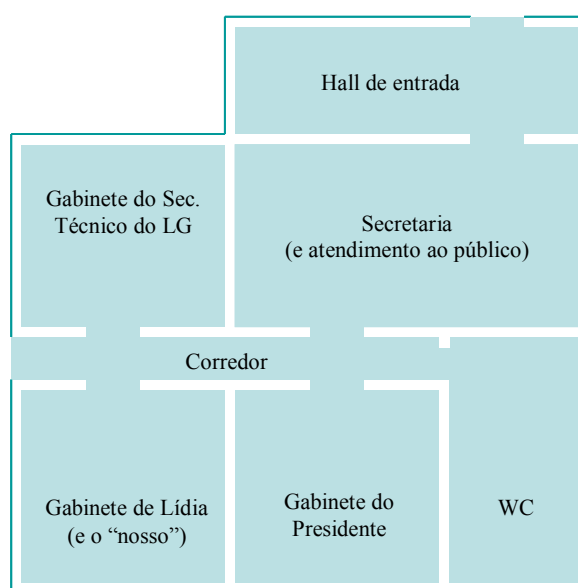 Hall de entrada
Gabinete do Sec.
Técnico do LG
Secretaria
(e atendimento ao público)
Corredor
Gabinete de Lídia
(e o “nosso”)
Gabinete do
Presidente
WC